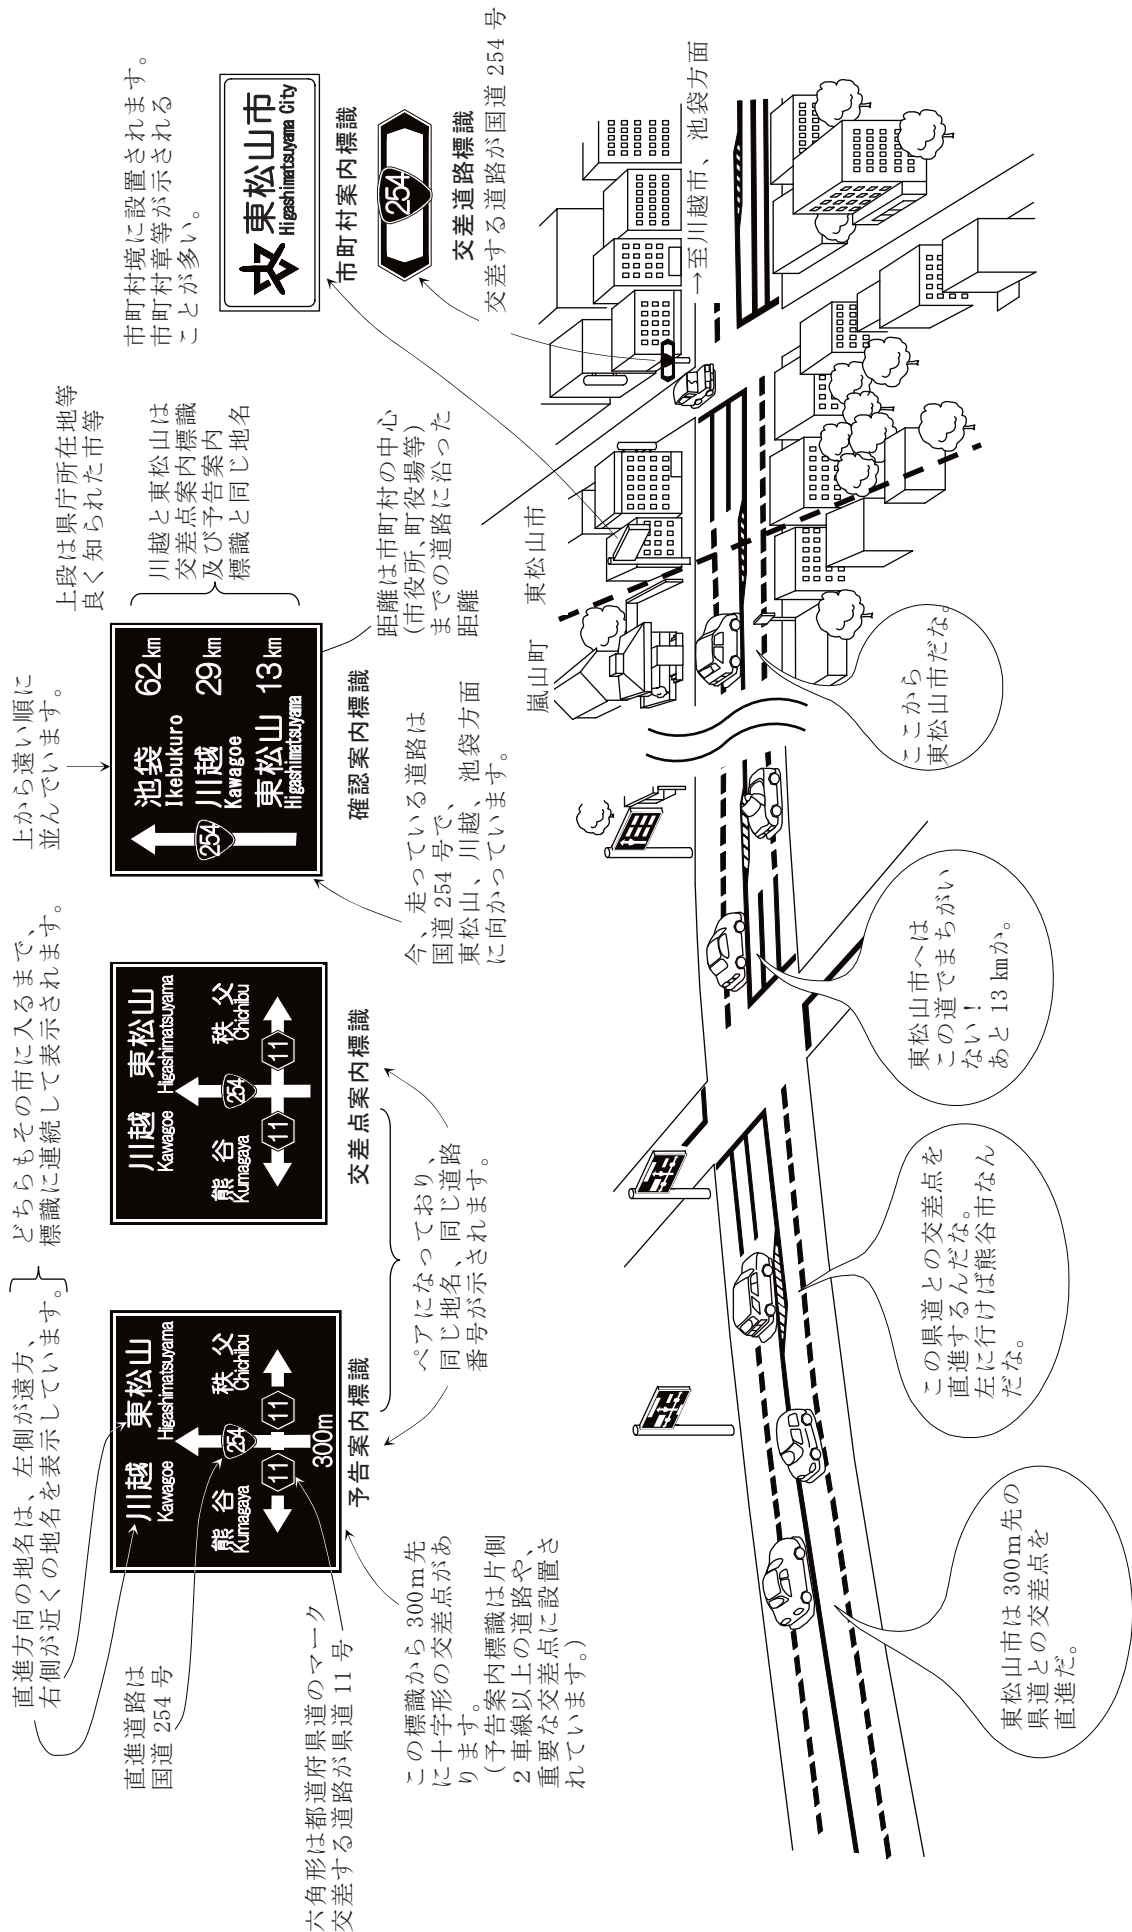 直進方向の地名は、左側が遠方、
右側が近くの地名を表示しています。
どちらもその市に入るまで、
標識に連続して表示されます。
直進道路は
国道 254 号
六角形は都道府県道のマーク
交差する道路が県道 11 号
川越
Kawagoe
東松山
Higashimatsuyama
熊谷
Kumagaya
254
秩父
Chichibu
11
11
300m
予告案内標識
この標識から 300m 先
に十字形の交差点があ
ります。
(予告案内標識は片側
2 車線以上の道路や、
重要な交差点に設置さ
れています。)
川越
Kawagoe
東松山
Higashimatsuyama
熊谷
Kumagaya
254
秩父
Chichibu
11
11
交差点案内標識
ペアになっており、
同じ地名、同じ道路
番号が示されます。
上から遠い順に
並んでいます。
上段は県庁所在地等
良く知られた市等
川越と東松山は
交差点案内標識
及び予告案内
標識と同じ地名
池袋 62km
Ikebukuro
254
川越 29km
Kawagoe
東松山 13km
Higashimatsuyama
確認案内標識
今、走っている道路は
国道 254 号で、
東松山、川越、池袋方面
に向かっています。
距離は市町村の中心
(市役所、町役場等)
までの道路に沿った
距離
市町村境に設置されます。
市町村章等が示される
ことが多い。
東松山市
Higashimatsuyama City
市町村案内標識
254
交差道路標識
交差する道路が国道 254 号
嵐山町
東松山市
→至川越市、池袋方面
東松山市は 300m 先の
県道との交差点を
直進だ。
この県道との交差点を
直進するんだな。
左に行けば熊谷市なん
だな。
東松山市へは
この道でまちがい
ない!
あと 13 kmか。
ここから
東松山市だな。